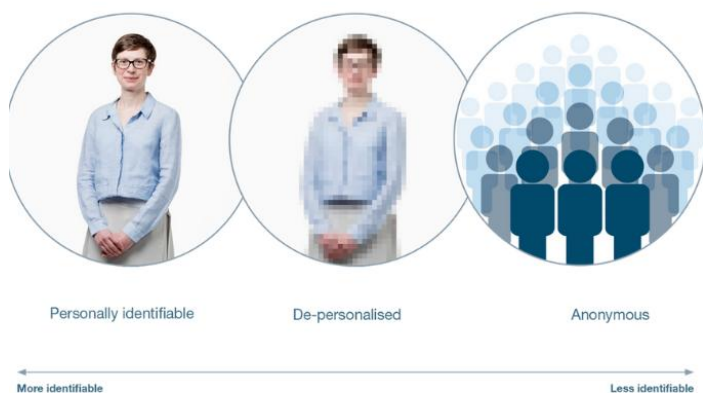 Personally identifiable
De-personalised
Anonymous
More identifiable
Less identifiable